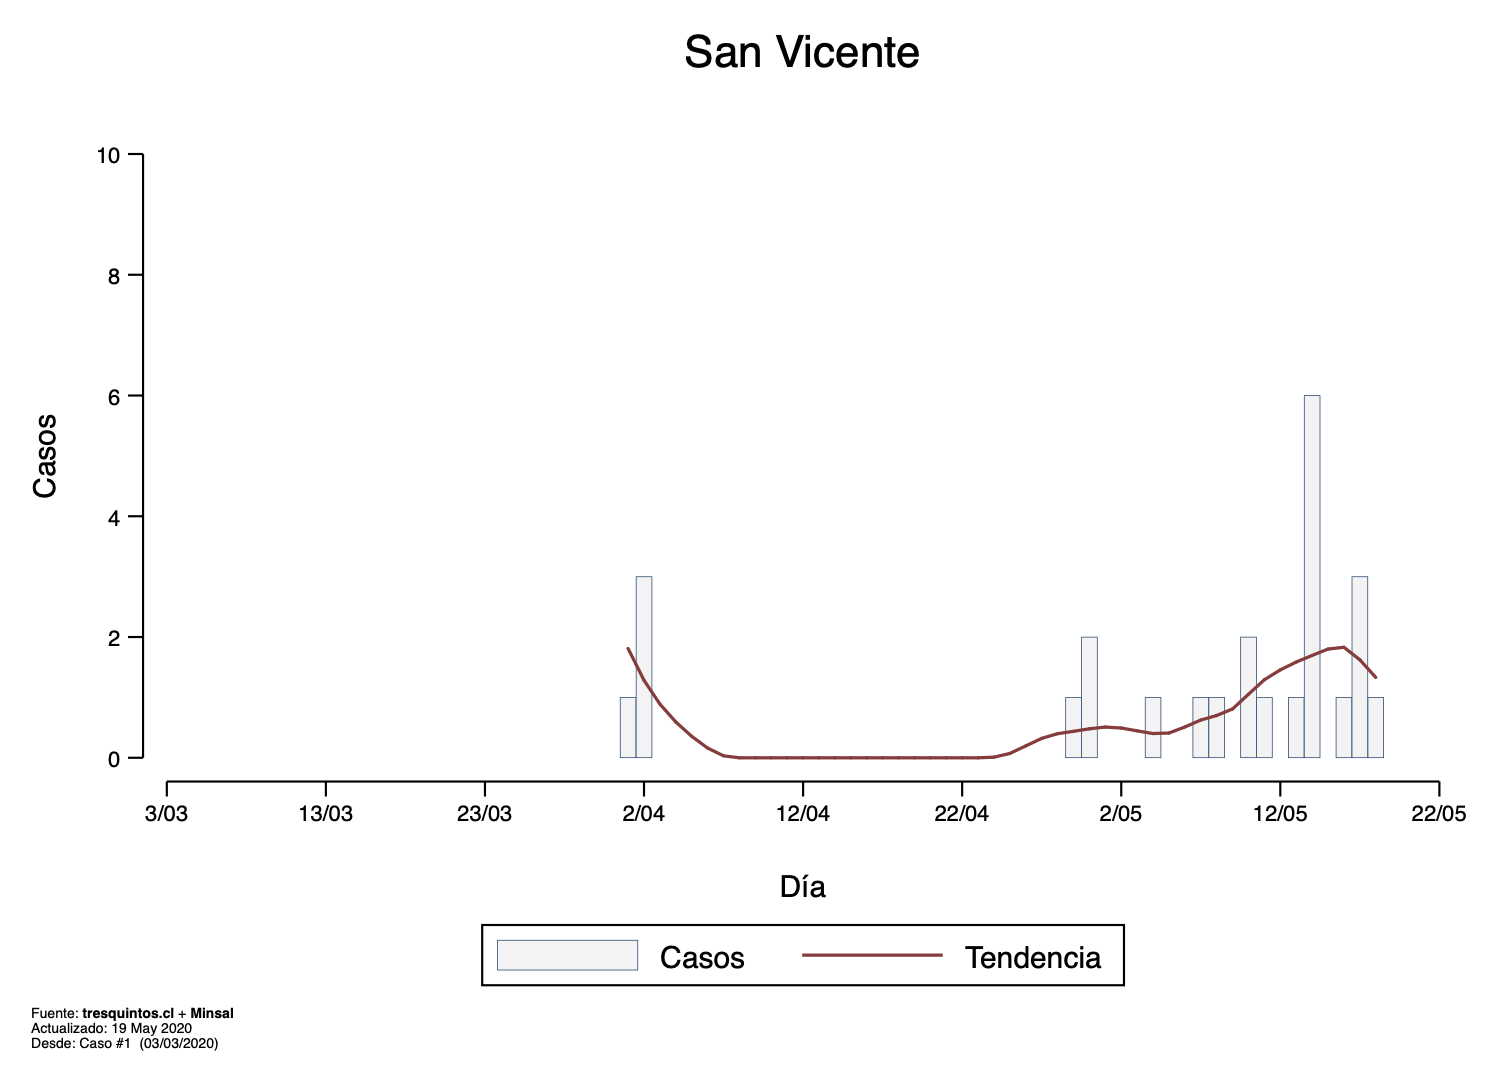 San Vicente
10
8
6
4
2
0
Casos
3/03 13/03 23/03 2/04 12/04 22/04 2/05 12/05 22/05
Día
Casos Tendencia
Fuente: tresquintos.cl + Minsal
Actualizado: 19 May 2020
Desde: Caso #1 (03/03/2020)